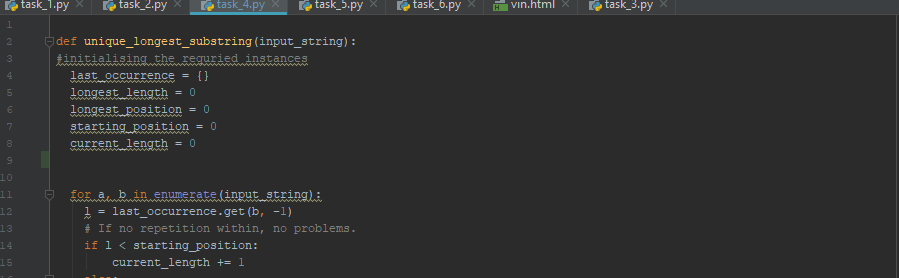 task_1.py task_2.py task_4.py task_5.py task_6.py vin.html task_3.py
1
2 def unique_longest_substring(input_string):
3 #initialising the reguried instances
4 last_occurrence = {}
5 longest_length = 0
6 longest_position = 0
7 starting_position = 0
8 current_length = 0
9
10
11 for a, b in enumerate(input_string):
12 l = last_occurrence.get(b, -1)
13 # If no repetition within, no problems.
14 if l < starting_position:
15 current_length += 1
else: